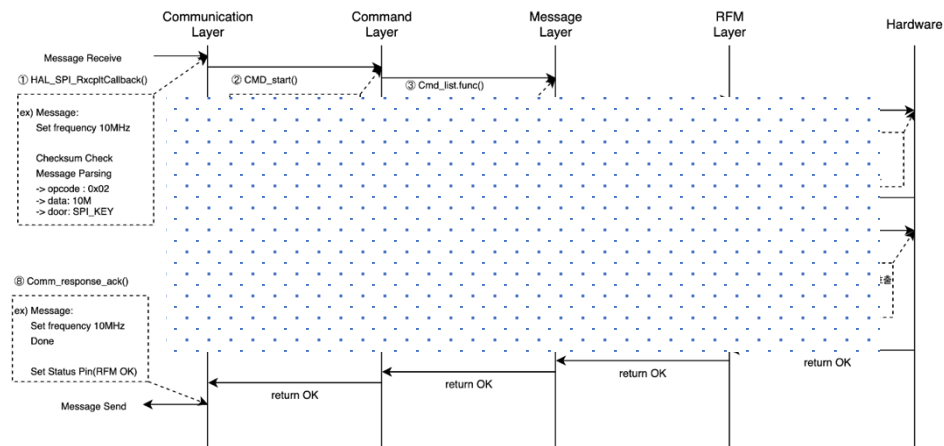 Communication
Layer
Command
Layer
Message
Layer
RFM
Layer
Hardware
Message Receive
① HAL_SPI_RxcpltCallback()
② CMD_start()
③ Cmd_list.func()
ex) Message:
Set frequency 10MHz
Checksum Check
Message Parsing
-> opcode : 0x02
-> data: 10M
-> door: SPI_KEY
⑧ Comm_response_ack()
출
ex) Message:
Set frequency 10MHz
Done
Set Status Pin(RFM OK)
return OK
return OK
return OK
return OK
Message Send